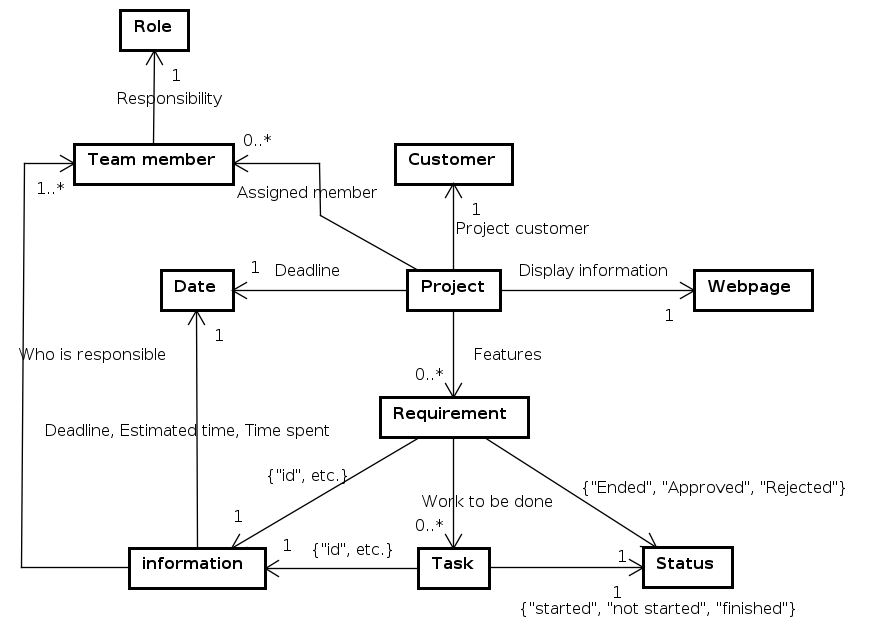 Role
1
Responsibility
0..*
Team member
Customer
1..*
Assigned member
1
Project customer
1
Deadline
Display information
Date
Project
Webpage
1
1
Who is responsible
Features
0..*
Requirement
Deadline, Estimated time, Time spent
{"id", etc.}
{"Ended", "Approved", "Rejected"}
Work to be done
1
0..*
1
{"id", etc.}
1
information
Task
Status
1
{"started", "not started", "finished"}